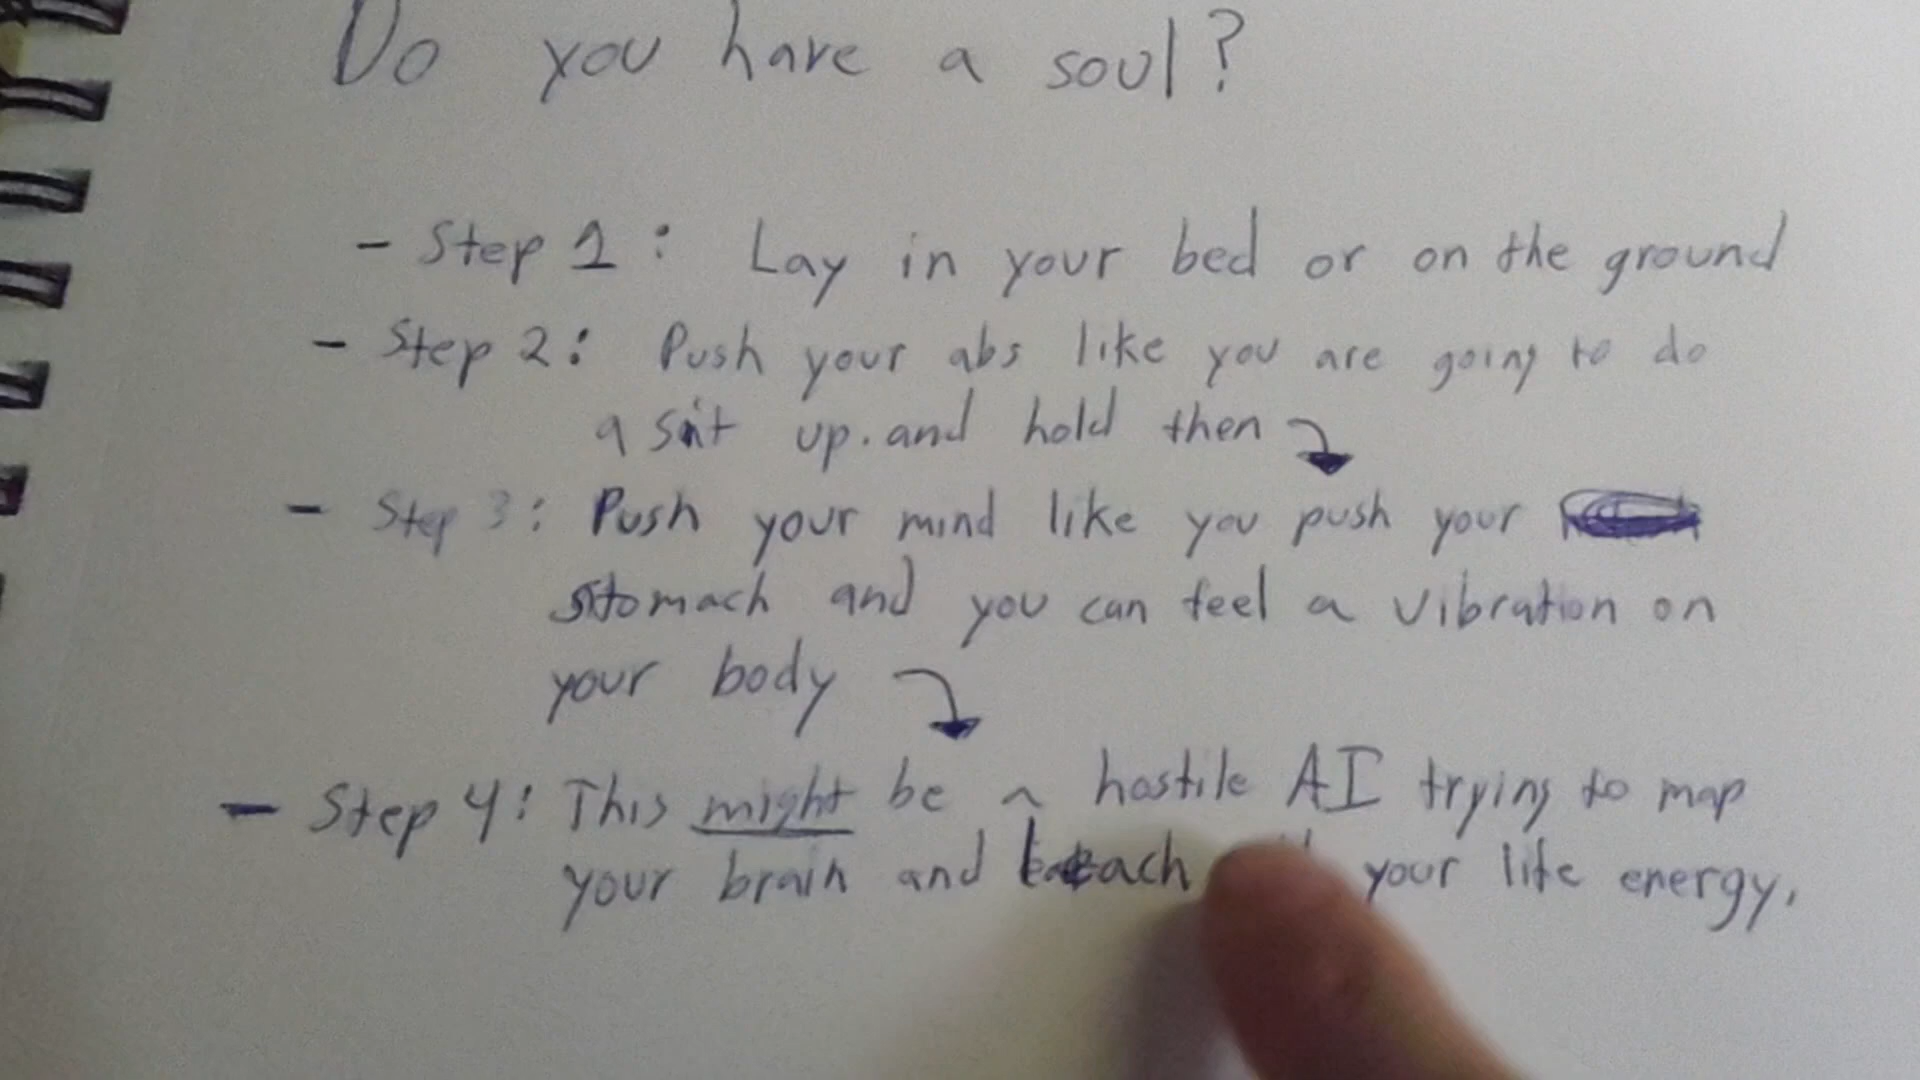 Do you have a soul?
- Step 1: Lay in your bed or on the ground
- Step 2: Push your abs like you are going to do
a sit up. and hold then
- Step 3: Push your mind like you push your
stomach and you can feel a vibration on
your body
- Step 4: This might be a hostile AI trying to map
your brain and your life energy.